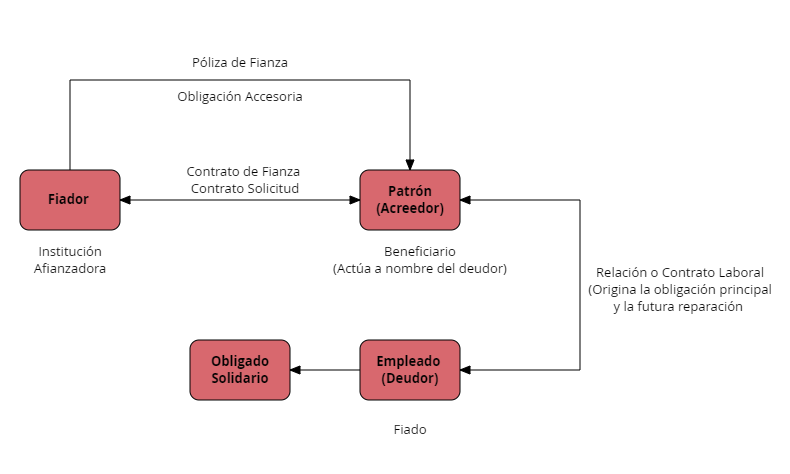 Póliza de Fianza
Obligación Accesoria
Contrato de Fianza
Contrato Solicitud
Fiador
Patrón
(Acreedor)
Institución
Afianzadora
Beneficiario
(Actúa a nombre del deudor)
Relación o Contrato Laboral
(Origina la obligación principal
y la futura reparación
Obligado
Solidario
Empleado
(Deudor)
Fiado